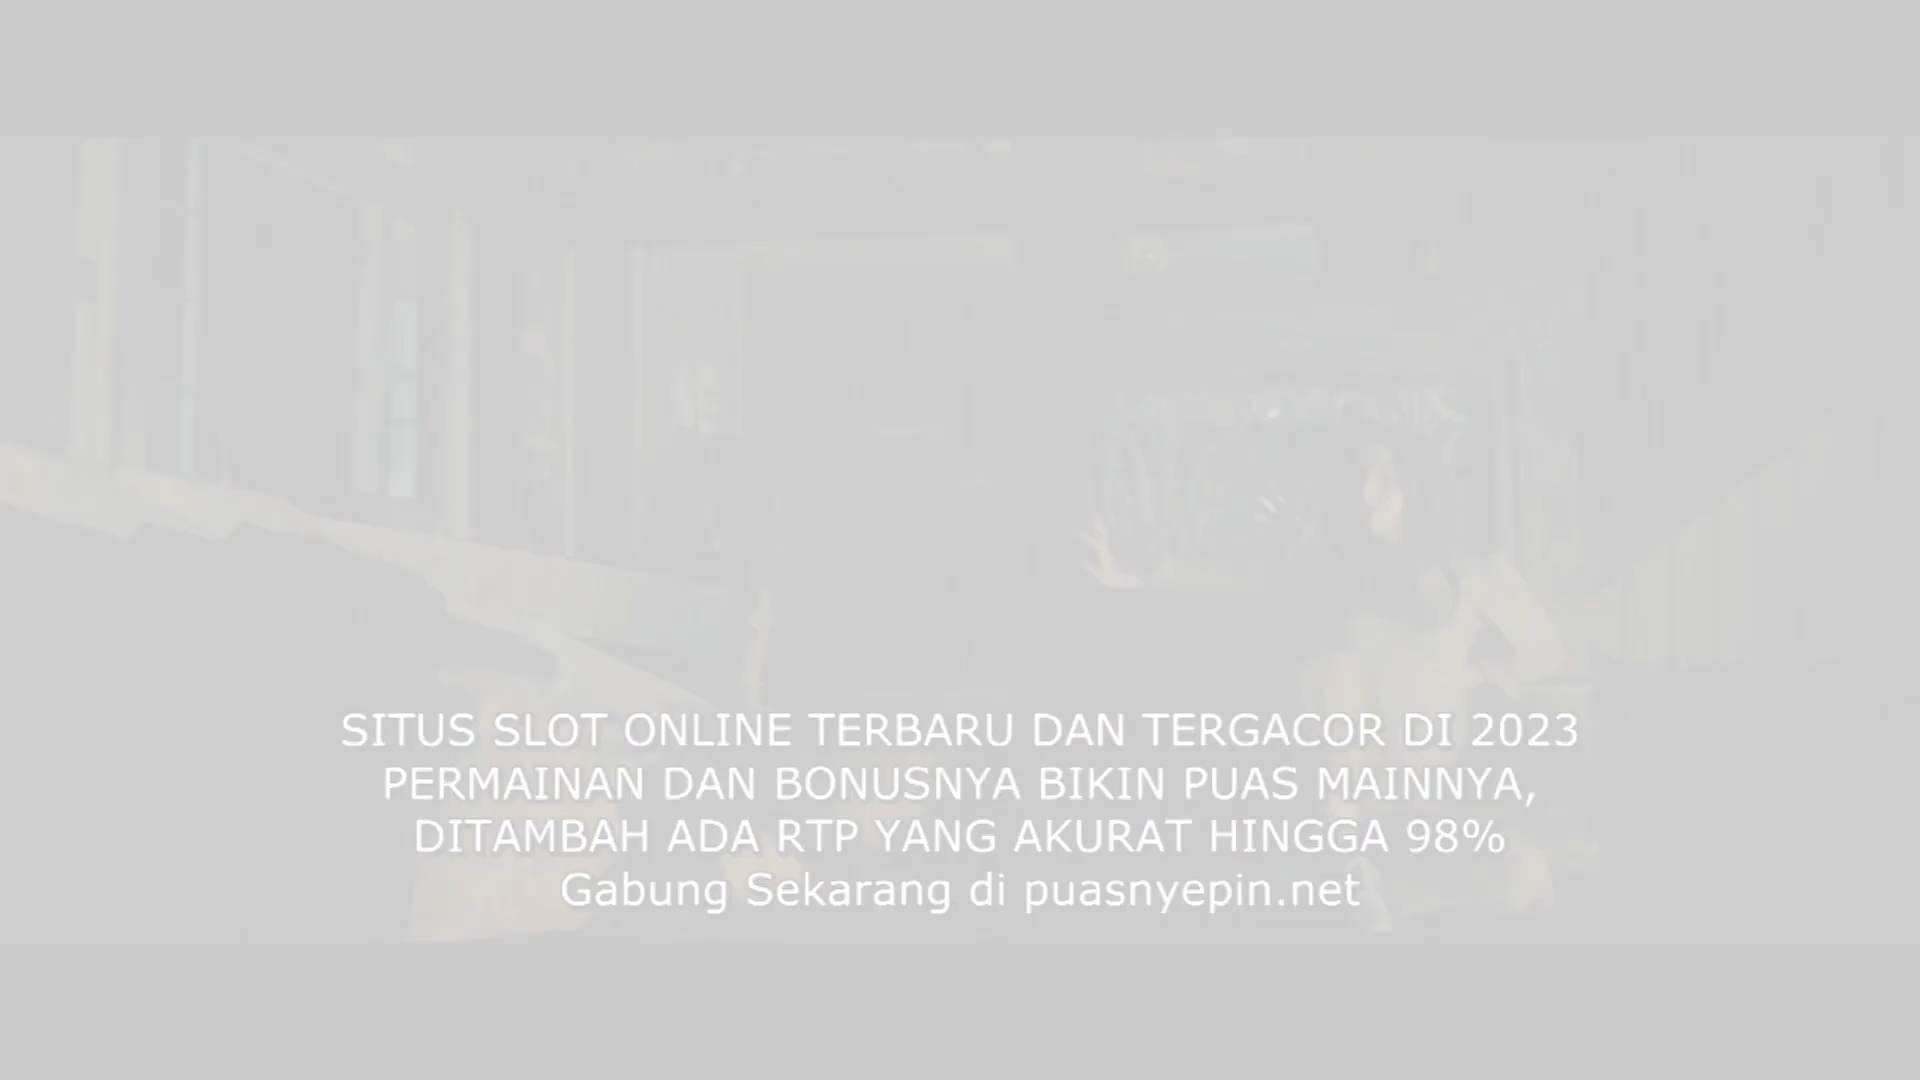 SITUS SLOT ONLINE TERBARU DAN TERGACOR DI 2023
PERMAINAN DAN BONUSNYA BIKIN PUAS MAINNYA,
DITAMBAH ADA RTP YANG AKURAT HINGGA 98%
Gabung Sekarang di puasnyepin.net